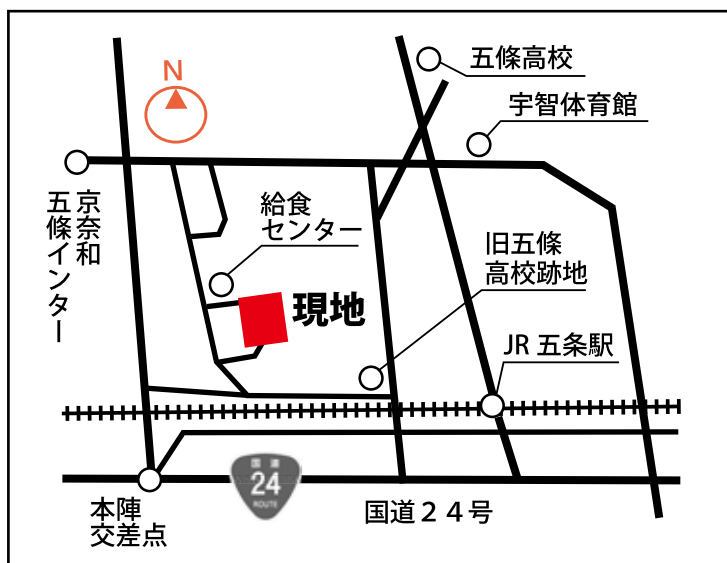 N
五條高校
宇智体育館
京奈和
五條インター
給食
センター
旧五條
高校跡地
現地
JR 五条駅
国道
24
ROUTE
本陣
交差点
国道２４号